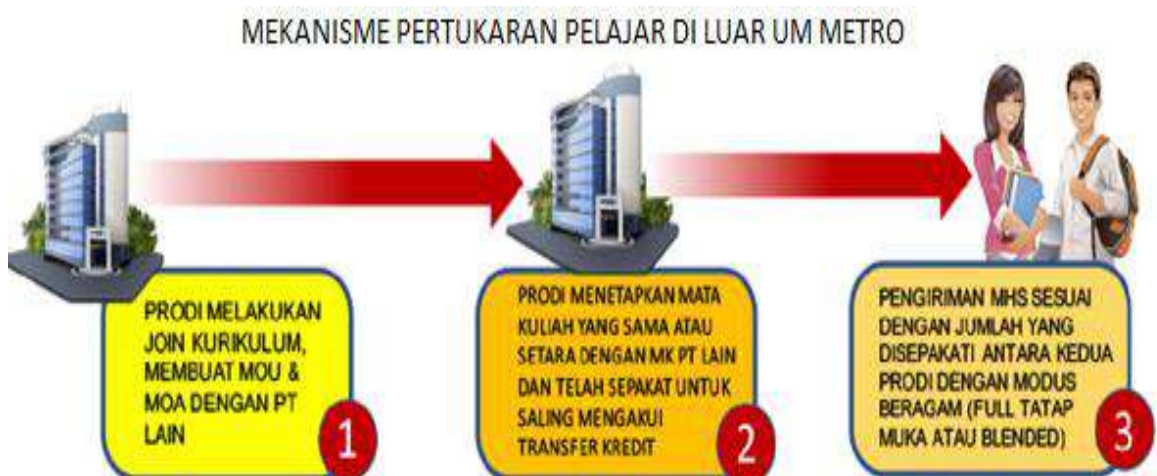 MEKANISME PERTUKARAN PELAJAR DI LUAR UM METRO
PRODI MELAKUKAN
JOIN KURIKULUM,
MEMBUAT MOU &
MOA DENGAN PT
LAIN
1
PRODI MENETAPKAN MATA
KULIAH YANG SAMA ATAU
SETARA DENGAN MK PT LAIN
DAN TELAH SEPAKAT UNTUK
SALING MENGAKUI
TRANSFER KREDIT
2
PENGIRIMAN MHS SESUAI
DENGAN JUMLAH YANG
DISEPAKATI ANTARA KEDUA
PRODI DENGAN MODUS
BERAGAM (FULL TATAP
MUKA ATAU BLENDED)
3